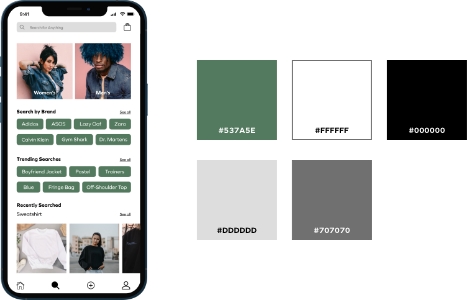 9:41
Search for anything
Women's
Men's
Search by Brand
See all
Adidas
ASOS
Lazy Oaf
Zara
Calvin Klein
Gym Shark
Dr. Martens
Trending Searches
See all
Boyfriend Jacket
Pastel
Trainers
Blue
Fringe Bag
Off-Shoulder Top
Recently Searched
Sweatshirt
See all
#537A5E
#FFFFFF
#000000
#DDDDDD
#707070